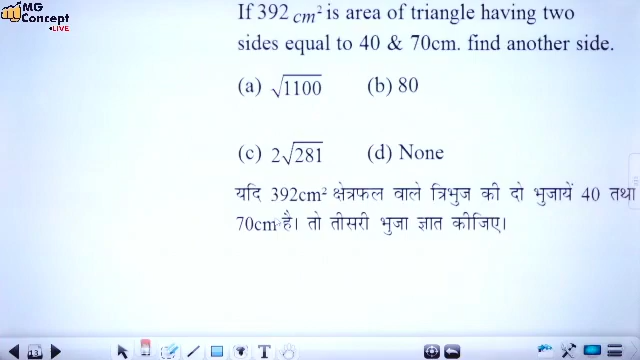 MG
Concept
LIVE
If 392 cm² is area of triangle having two
sides equal to 40 & 70cm. find another side.
(a) √1100 (b) 80
(c) 2√281 (d) None
यदि 392cm² क्षेत्रफल वाले त्रिभुज की दो भुजायें 40 तथा
70cm है। तो तीसरी भुजा ज्ञात कीजिए।
13
T